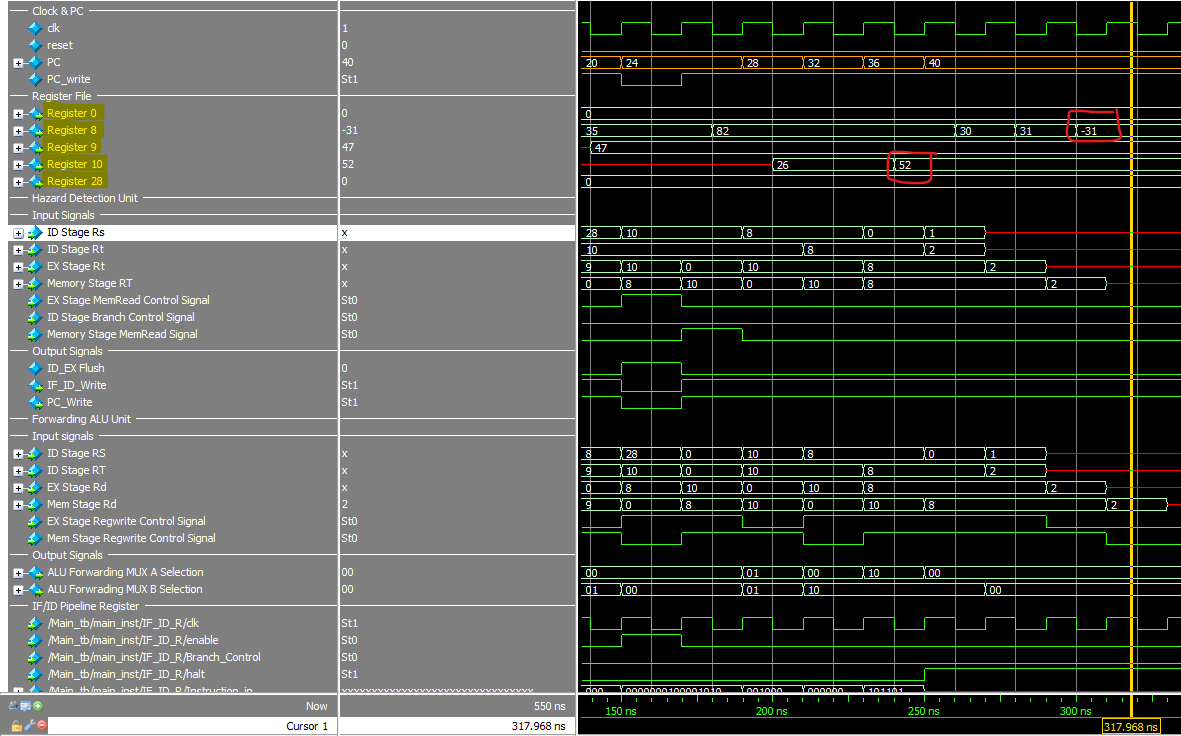 Clock & PC
clk 1
reset 0
PC 40 20 24 28 32 36 40
PC_write St1
Register File
Register 0 0 0
Register 8 -31 35 82 30 31 -31
Register 9 47 47
Register 10 52 26 52
Register 28 0 0
Hazard Detection Unit
Input Signals
ID Stage Rs x 28 10 8 0 1
ID Stage Rt x 10 8 2
EX Stage Rt x 9 10 0 10 8 2
Memory Stage RT x 0 8 10 0 10 8 2
EX Stage MemRead Control Signal St0
ID Stage Branch Control Signal St0
Memory Stage MemRead Signal St0
Output Signals
ID_EX Flush 0
IF_ID_Write St1
PC_Write St1
Forwarding ALU Unit
Input signals
ID Stage RS x 8 28 0 10 8 0 1
ID Stage RT x 9 10 0 10 8 2
EX Stage Rd x 0 8 10 0 10 8 2
Mem Stage Rd 2 9 0 8 10 0 10 8 2
EX Stage Regwrite Control Signal St0
Mem Stage Regwrite Control Signal St0
Output Signals
ALU Forwarding MUX A Selection 00 00 01 00 10 00
ALU Forwrading MUX B Selection 00 01 00 01 10 00
IF/ID Pipeline Register
/Main_tb/main_inst/IF_ID_R/clk St1
/Main_tb/main_inst/IF_ID_R/enable St0
/Main_tb/main_inst/IF_ID_R/Branch_Control St0
/Main_tb/main_inst/IF_ID_R/halt St1
/Main_tb/main_inst/IF_ID_R/Instruction_in
Now 550 ns 150 ns 200 ns 250 ns 300 ns
Cursor 1 317.968 ns 317.968 ns